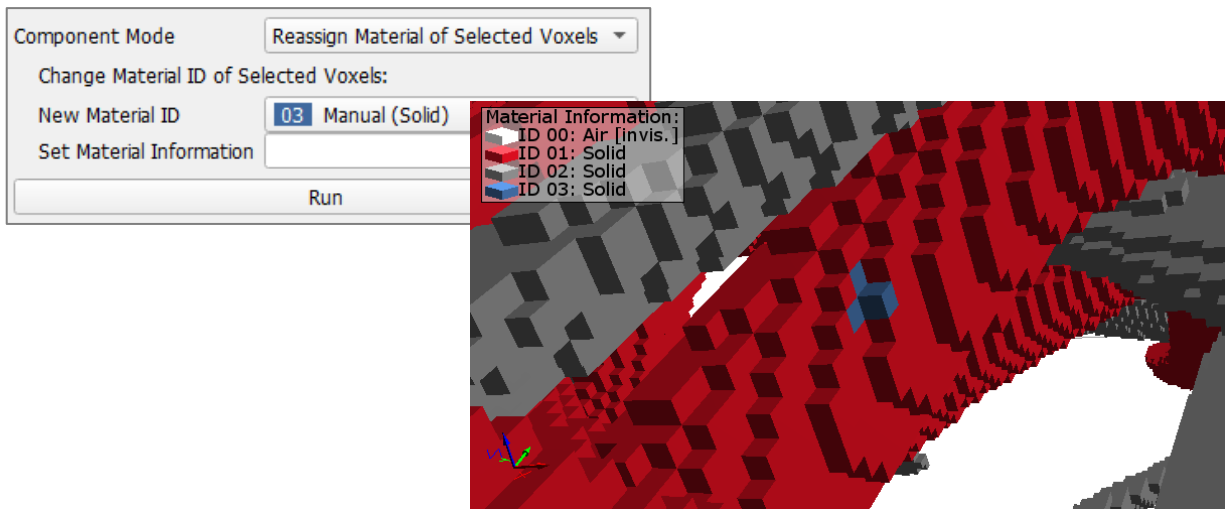 Component Mode Reassign Material of Selected Voxels
Change Material ID of Selected Voxels:
New Material ID 03 Manual (Solid)
Set Material Information
Run
Material Information:
ID 00: Air [invis.]
ID 01: Solid
ID 02: Solid
ID 03: Solid